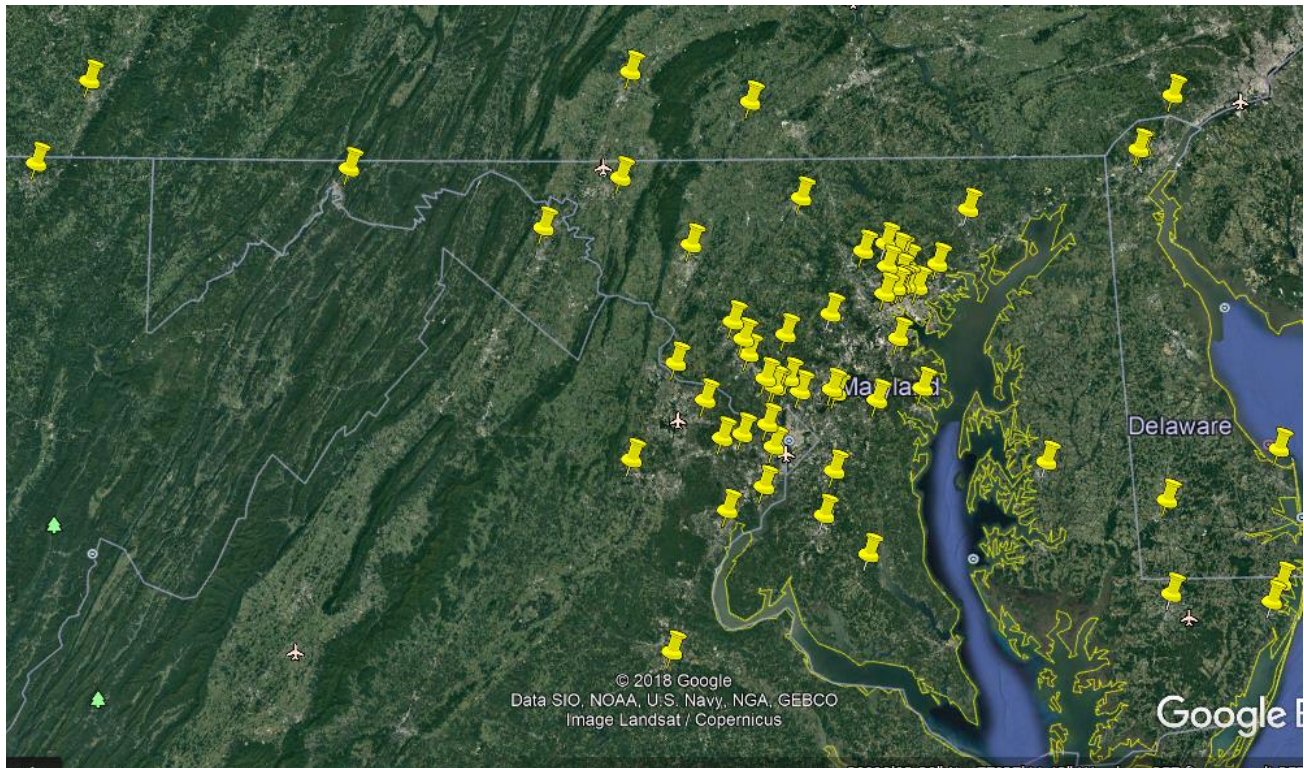 Maryland
Delaware
© 2018 Google
Data SIO, NOAA, U.S. Navy, NGA, GEBCO
Image Landsat / Copernicus
Google E